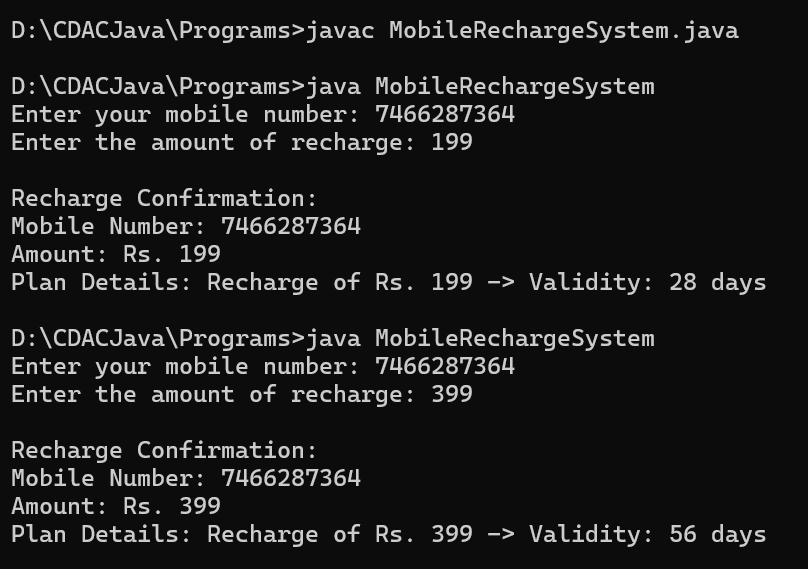 D:\CDACJava\Programs>javac MobileRechargeSystem.java
D:\CDACJava\Programs>java MobileRechargeSystem
Enter your mobile number: 7466287364
Enter the amount of recharge: 199
Recharge Confirmation:
Mobile Number: 7466287364
Amount: Rs. 199
Plan Details: Recharge of Rs. 199 -> Validity: 28 days
D:\CDACJava\Programs>java MobileRechargeSystem
Enter your mobile number: 7466287364
Enter the amount of recharge: 399
Recharge Confirmation:
Mobile Number: 7466287364
Amount: Rs. 399
Plan Details: Recharge of Rs. 399 -> Validity: 56 days